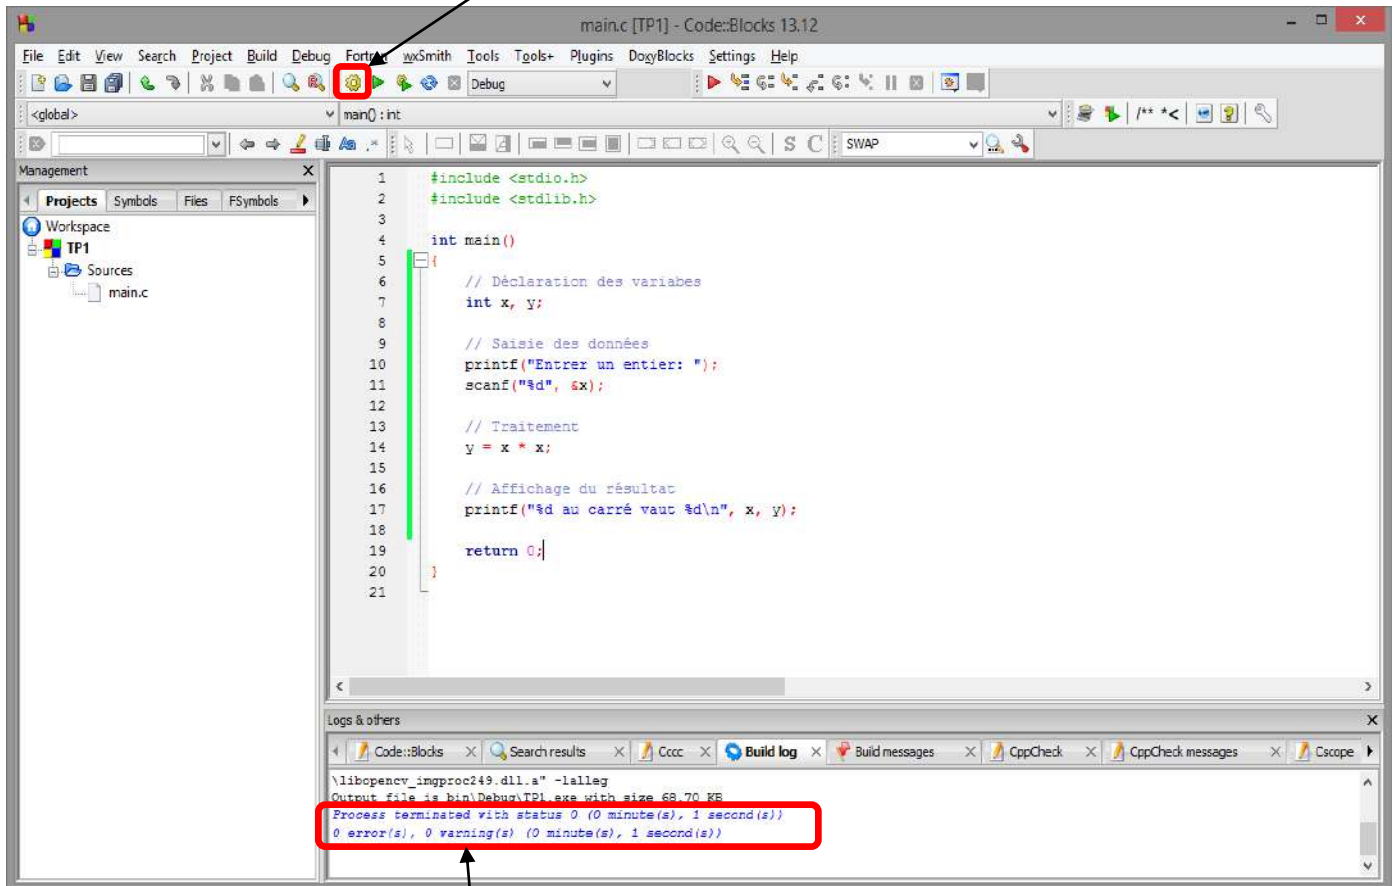 main.c [TP1] - Code::Blocks 13.12
File Edit View Search Project Build Debug Fortran wxSmith Tools Tools+ Plugins DoxyBlocks Settings Help
Debug
<global> main() : int /** *<
SWAP
S C
Management
Projects Symbols Files FSymbols
Workspace
TP1
Sources
main.c
1 #include <stdio.h>
2 #include <stdlib.h>
3
4 int main()
5 {
6 // Déclaration des variabes
7 int x, y;
8
9 // Saisie des données
10 printf("Entrer un entier: ");
11 scanf("%d", &x);
12
13 // Traitement
14 y = x * x;
15
16 // Affichage du résultat
17 printf("%d au carré vaut %d\n", x, y);
18
19 return 0;
20 }
21
Logs & others
Code::Blocks Search results Cccc Build log Build messages CppCheck CppCheck messages Cscope
\libopencv_imgproc249.dll.a" -lalleg
Output file is bin\Debug\TP1.exe with size 68.70 KB
Process terminated with status 0 (0 minute(s), 1 second(s))
0 error(s), 0 warning(s) (0 minute(s), 1 second(s))